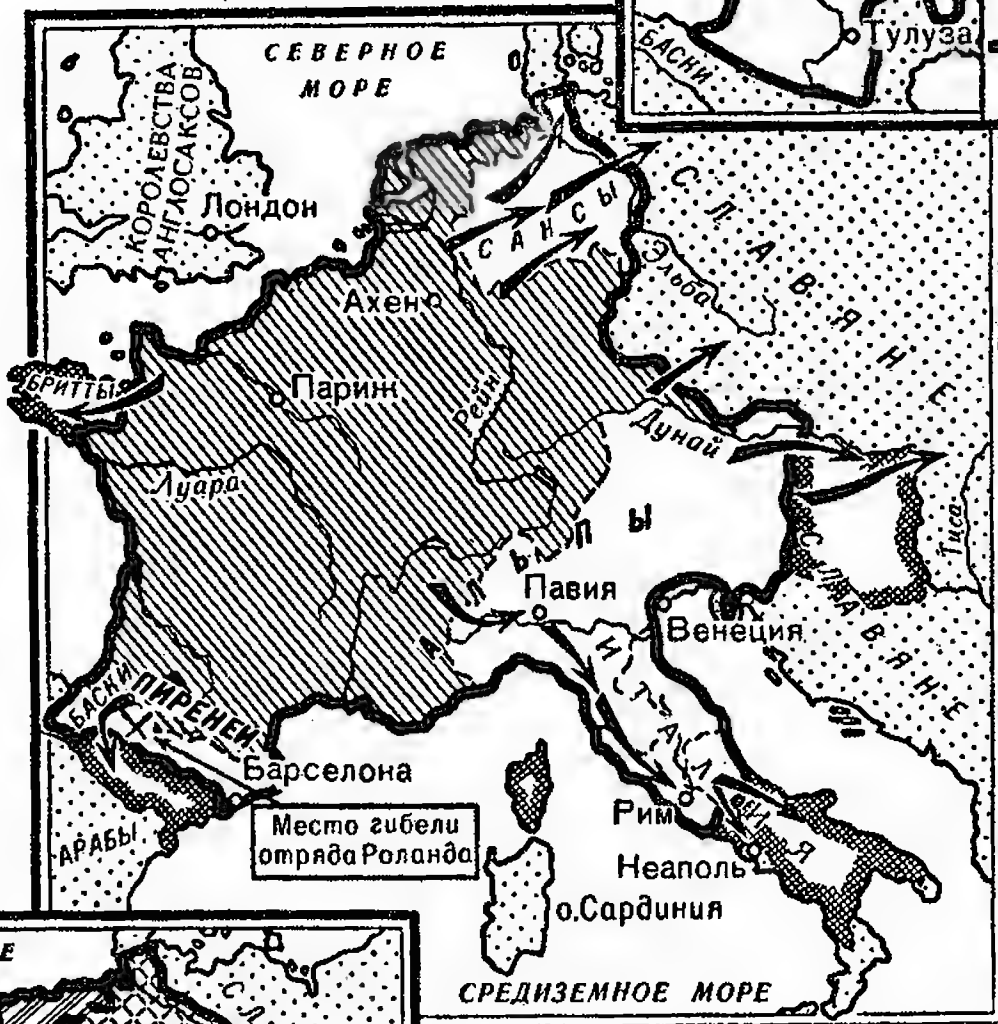 СЕВЕРНОЕ
МОРЕ
Тулуза
БАСКИ
КОРОЛЕВСТВА
АНГЛОСАКСОВ
Лондон
САКСЫ
СЛАВЯНЕ
Эльба
Ахен
БРИТТЫ
Париж
Рейн
Дунай
Луара
Тиса
АЛЬПЫ
СЛАВЯНЕ
Павия
Венеция
ИТАЛИЯ
БАСКИ
ПИРЕНЕИ
Барселона
Рим
Место гибели
отряда Роланда
АРАБЫ
Неаполь
о.Сардиния
Е
СЛ
СРЕДИЗЕМНОЕ МОРЕ